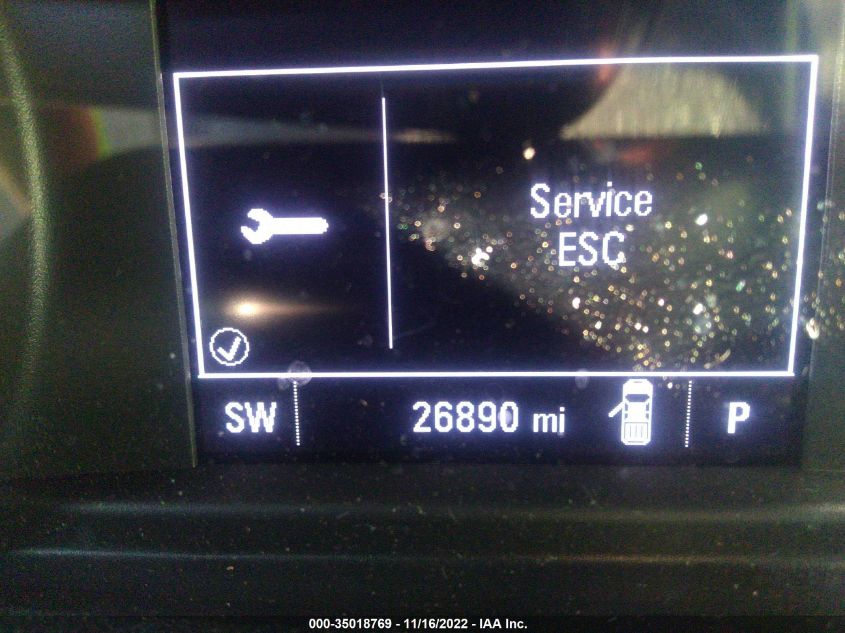 Service
ESC
SW
26890 mi
P
000-35018769 - 11/16/2022 - IAA Inc.